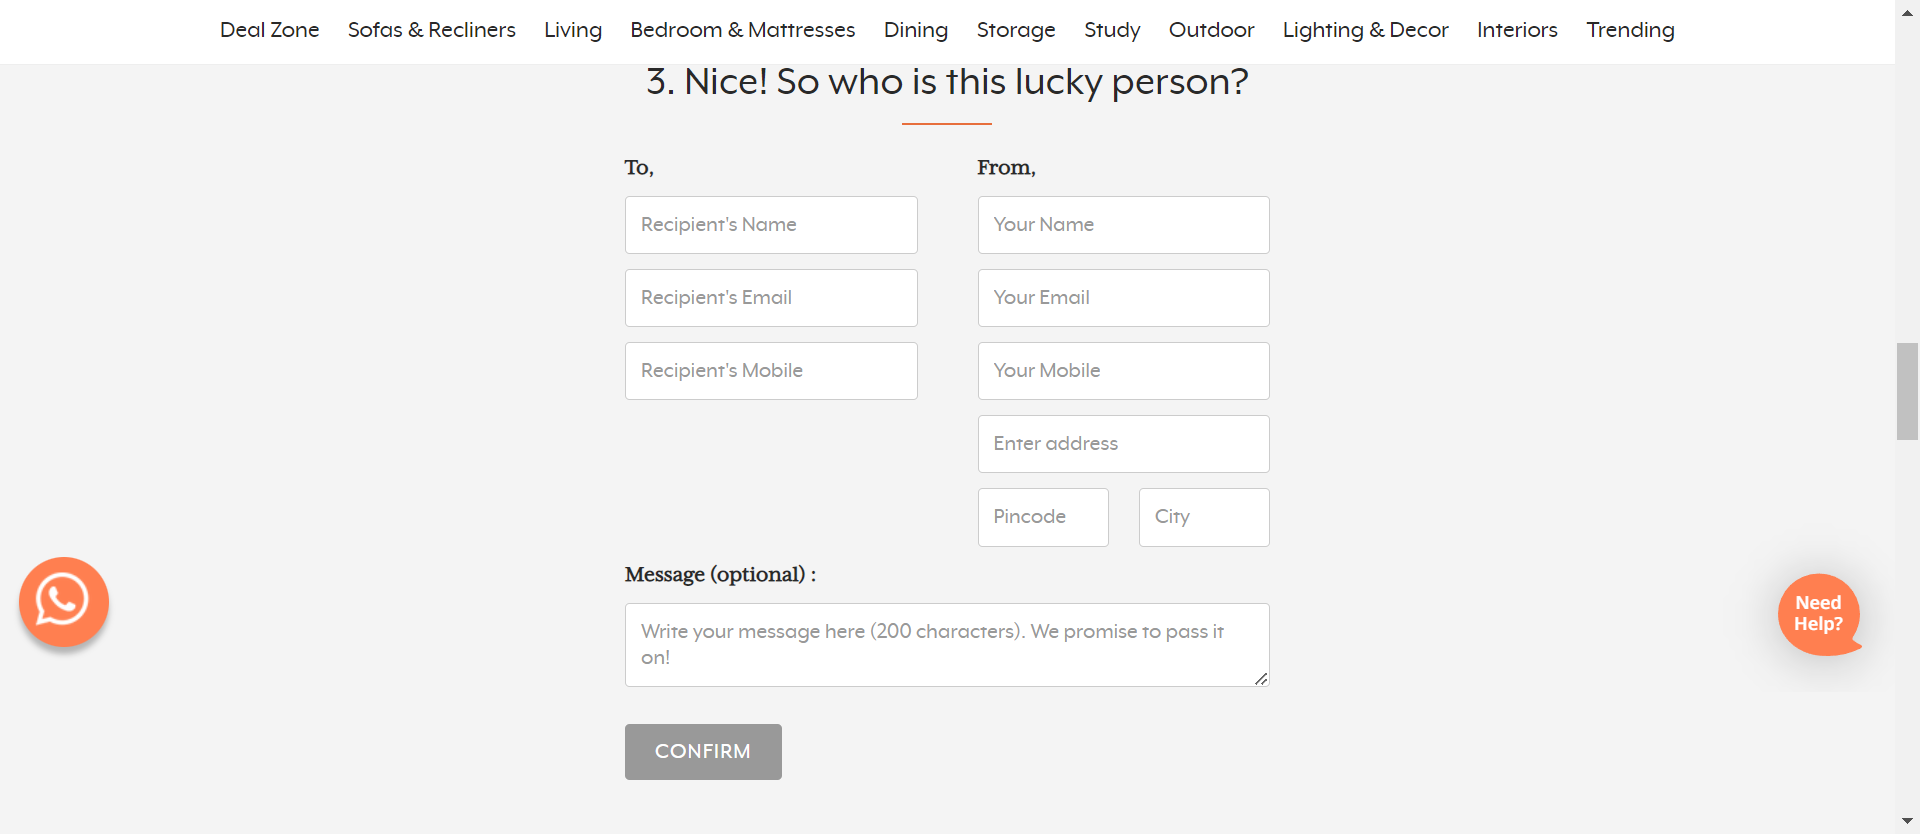 Deal Zone Sofas & Recliners Living Bedroom & Mattresses Dining Storage Study Outdoor Lighting & Decor Interiors Trending
3. Nice! So who is this lucky person?
To,
Recipient's Name
Recipient's Email
Recipient's Mobile
From,
Your Name
Your Email
Your Mobile
Enter address
Pincode City
Message (optional) :
Write your message here (200 characters). We promise to pass it
on!
CONFIRM
Need
Help?